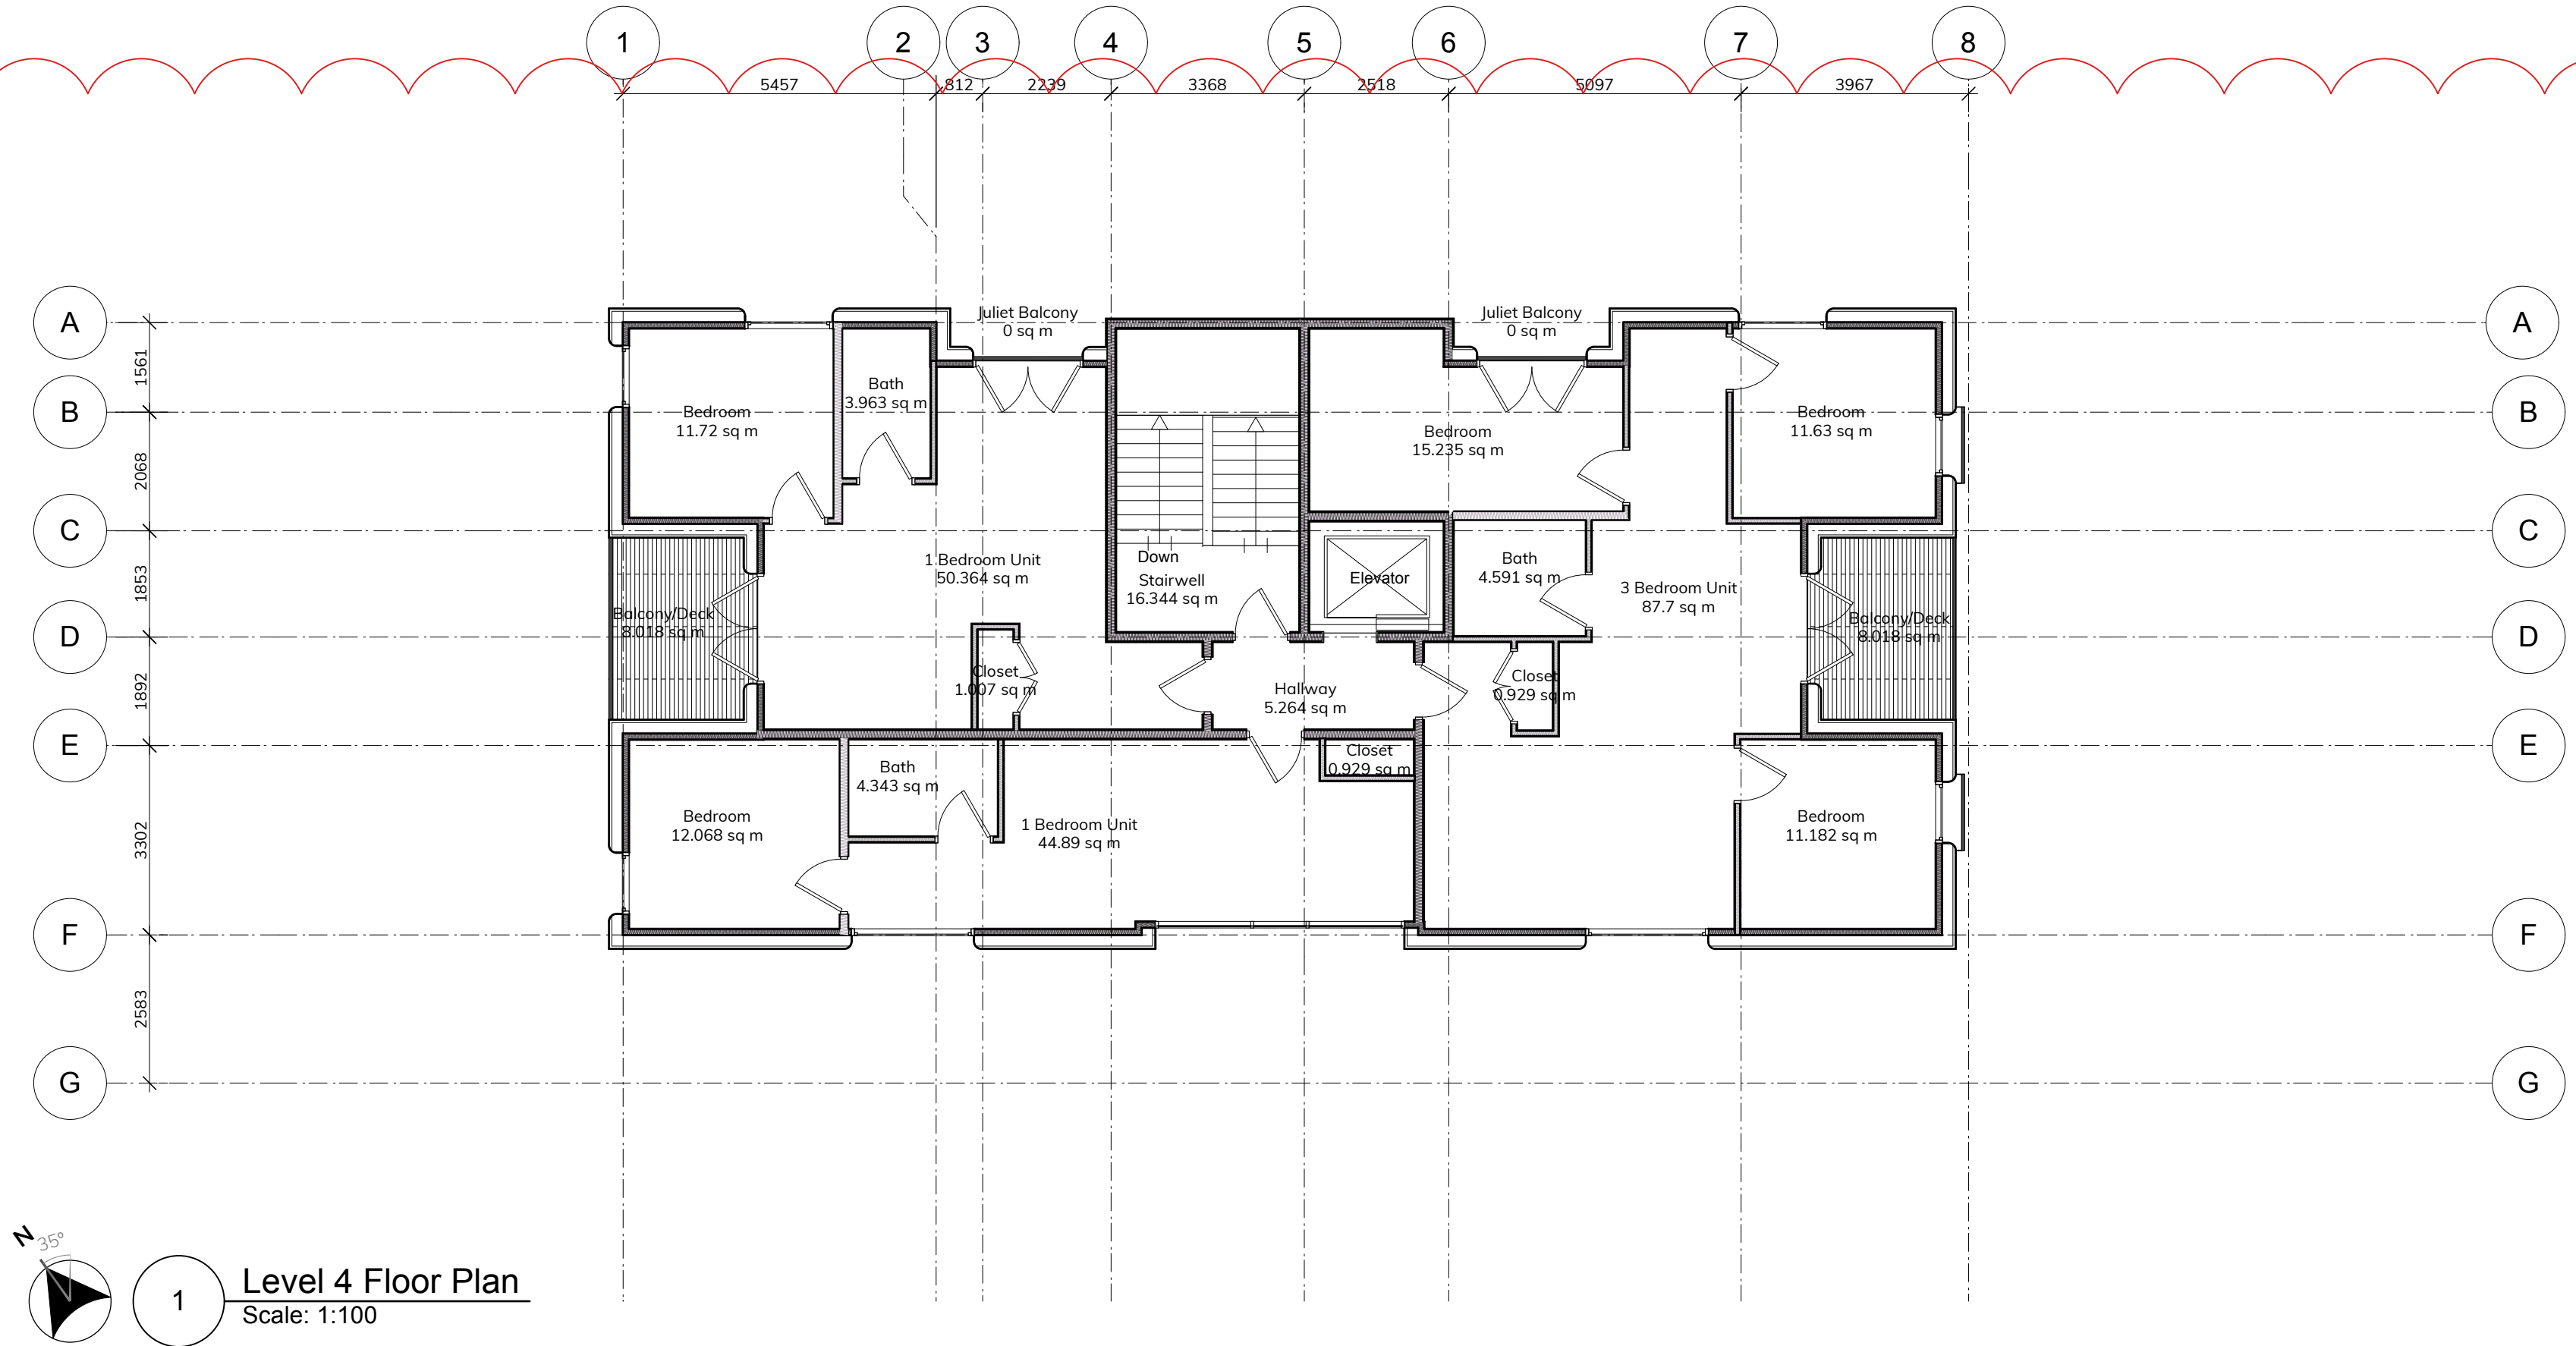 1 2 3 4 5 6 7 8
5457 812 2239 3368 2518 5097 3967
A
A
B
B
C
C
D
D
E
E
F
F
G
G
1561
2068
1853
1892
3302
2583
Juliet Balcony
0 sq m
Juliet Balcony
0 sq m
Bedroom
11.72 sq m
Bath
3.963 sq m
Bedroom
15.235 sq m
Bedroom
11.63 sq m
1 Bedroom Unit
50.364 sq m
Down
Stairwell
16.344 sq m
Elevator
Bath
4.591 sq m
3 Bedroom Unit
87.7 sq m
Balcony/Deck
8.018 sq m
Balcony/Deck
8.018 sq m
Closet
1.007 sq m
Hallway
5.264 sq m
Closet
0.929 sq m
Closet
0.929 sq m
Bath
4.343 sq m
Bedroom
12.068 sq m
1 Bedroom Unit
44.89 sq m
Bedroom
11.182 sq m
N
35°
1
Level 4 Floor Plan
Scale: 1:100